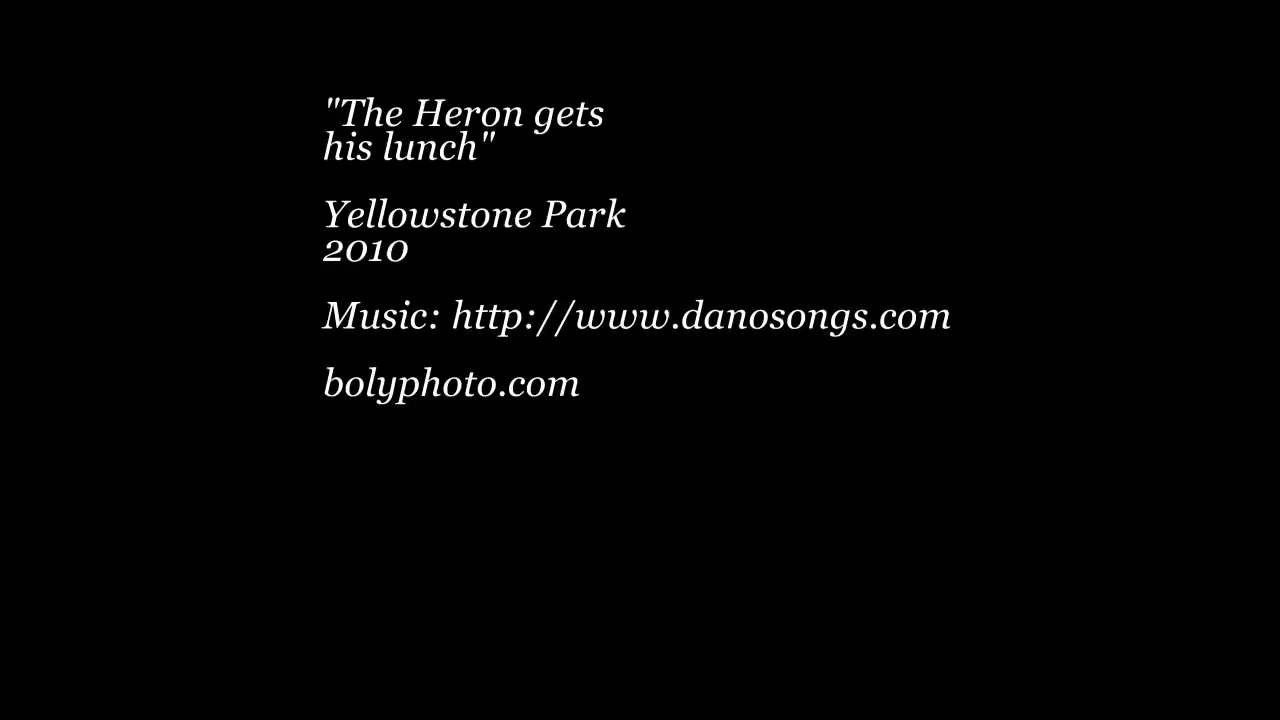 "The Heron gets
his lunch"
Yellowstone Park
2010
Music: http://www.danosongs.com
bolyphoto.com